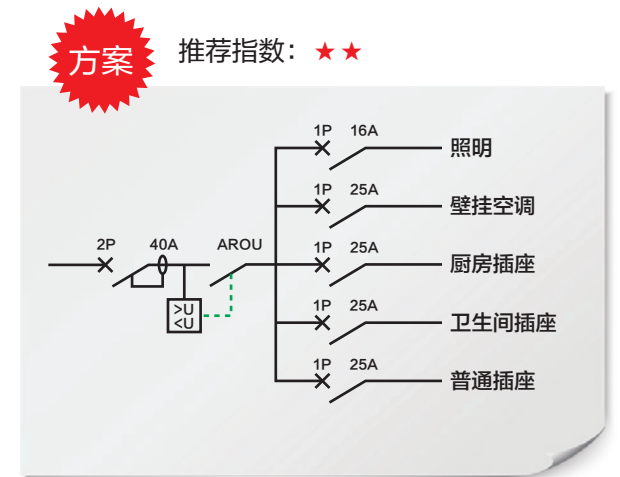 方案
推荐指数：★★
1P 16A
照明
1P 25A
壁挂空调
2P 40A AROU
1P 25A
厨房插座
>U
<U
1P 25A
卫生间插座
1P 25A
普通插座